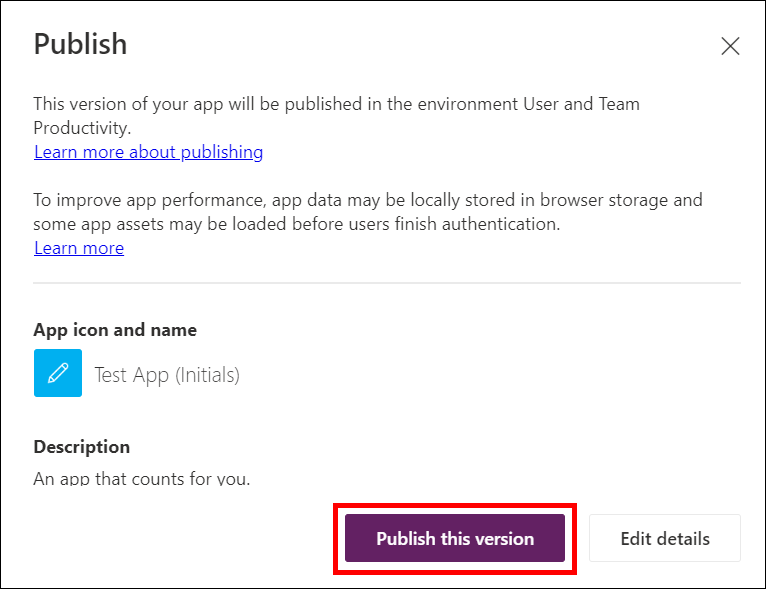 Publish
This version of your app will be published in the environment User and Team
Productivity.
Learn more about publishing
To improve app performance, app data may be locally stored in browser storage and
some app assets may be loaded before users finish authentication.
Learn more
App icon and name
Test App (Initials)
Description
An app that counts for you.
Publish this version
Edit details